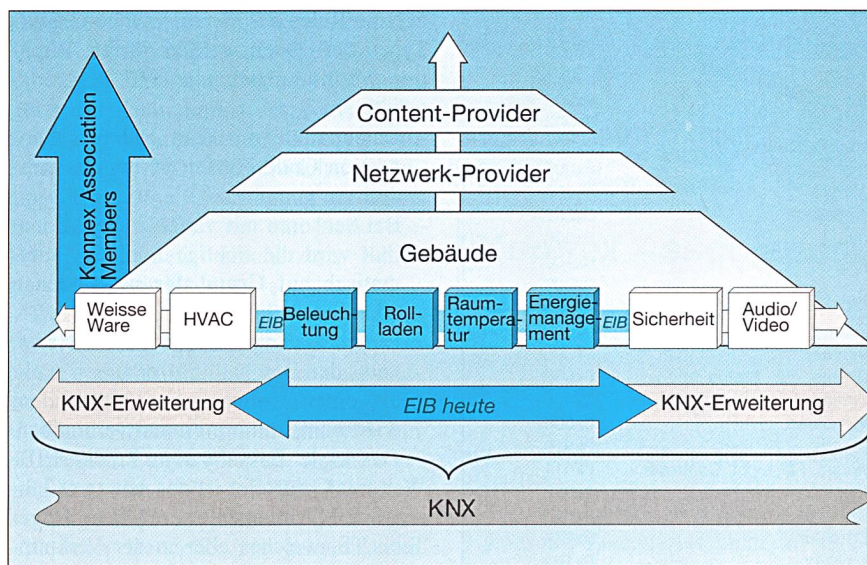 Content-Provider
Netzwerk-Provider
Gebäude
Konnex Association
Members
Weisse
Ware
HVAC
EIB
Beleuch-
tung
Roll-
laden
Raum-
tempera-
tur
Energie-
manage-
ment
EIB
Sicherheit
Audio/
Video
KNX-Erweiterung
EIB heute
KNX-Erweiterung
KNX